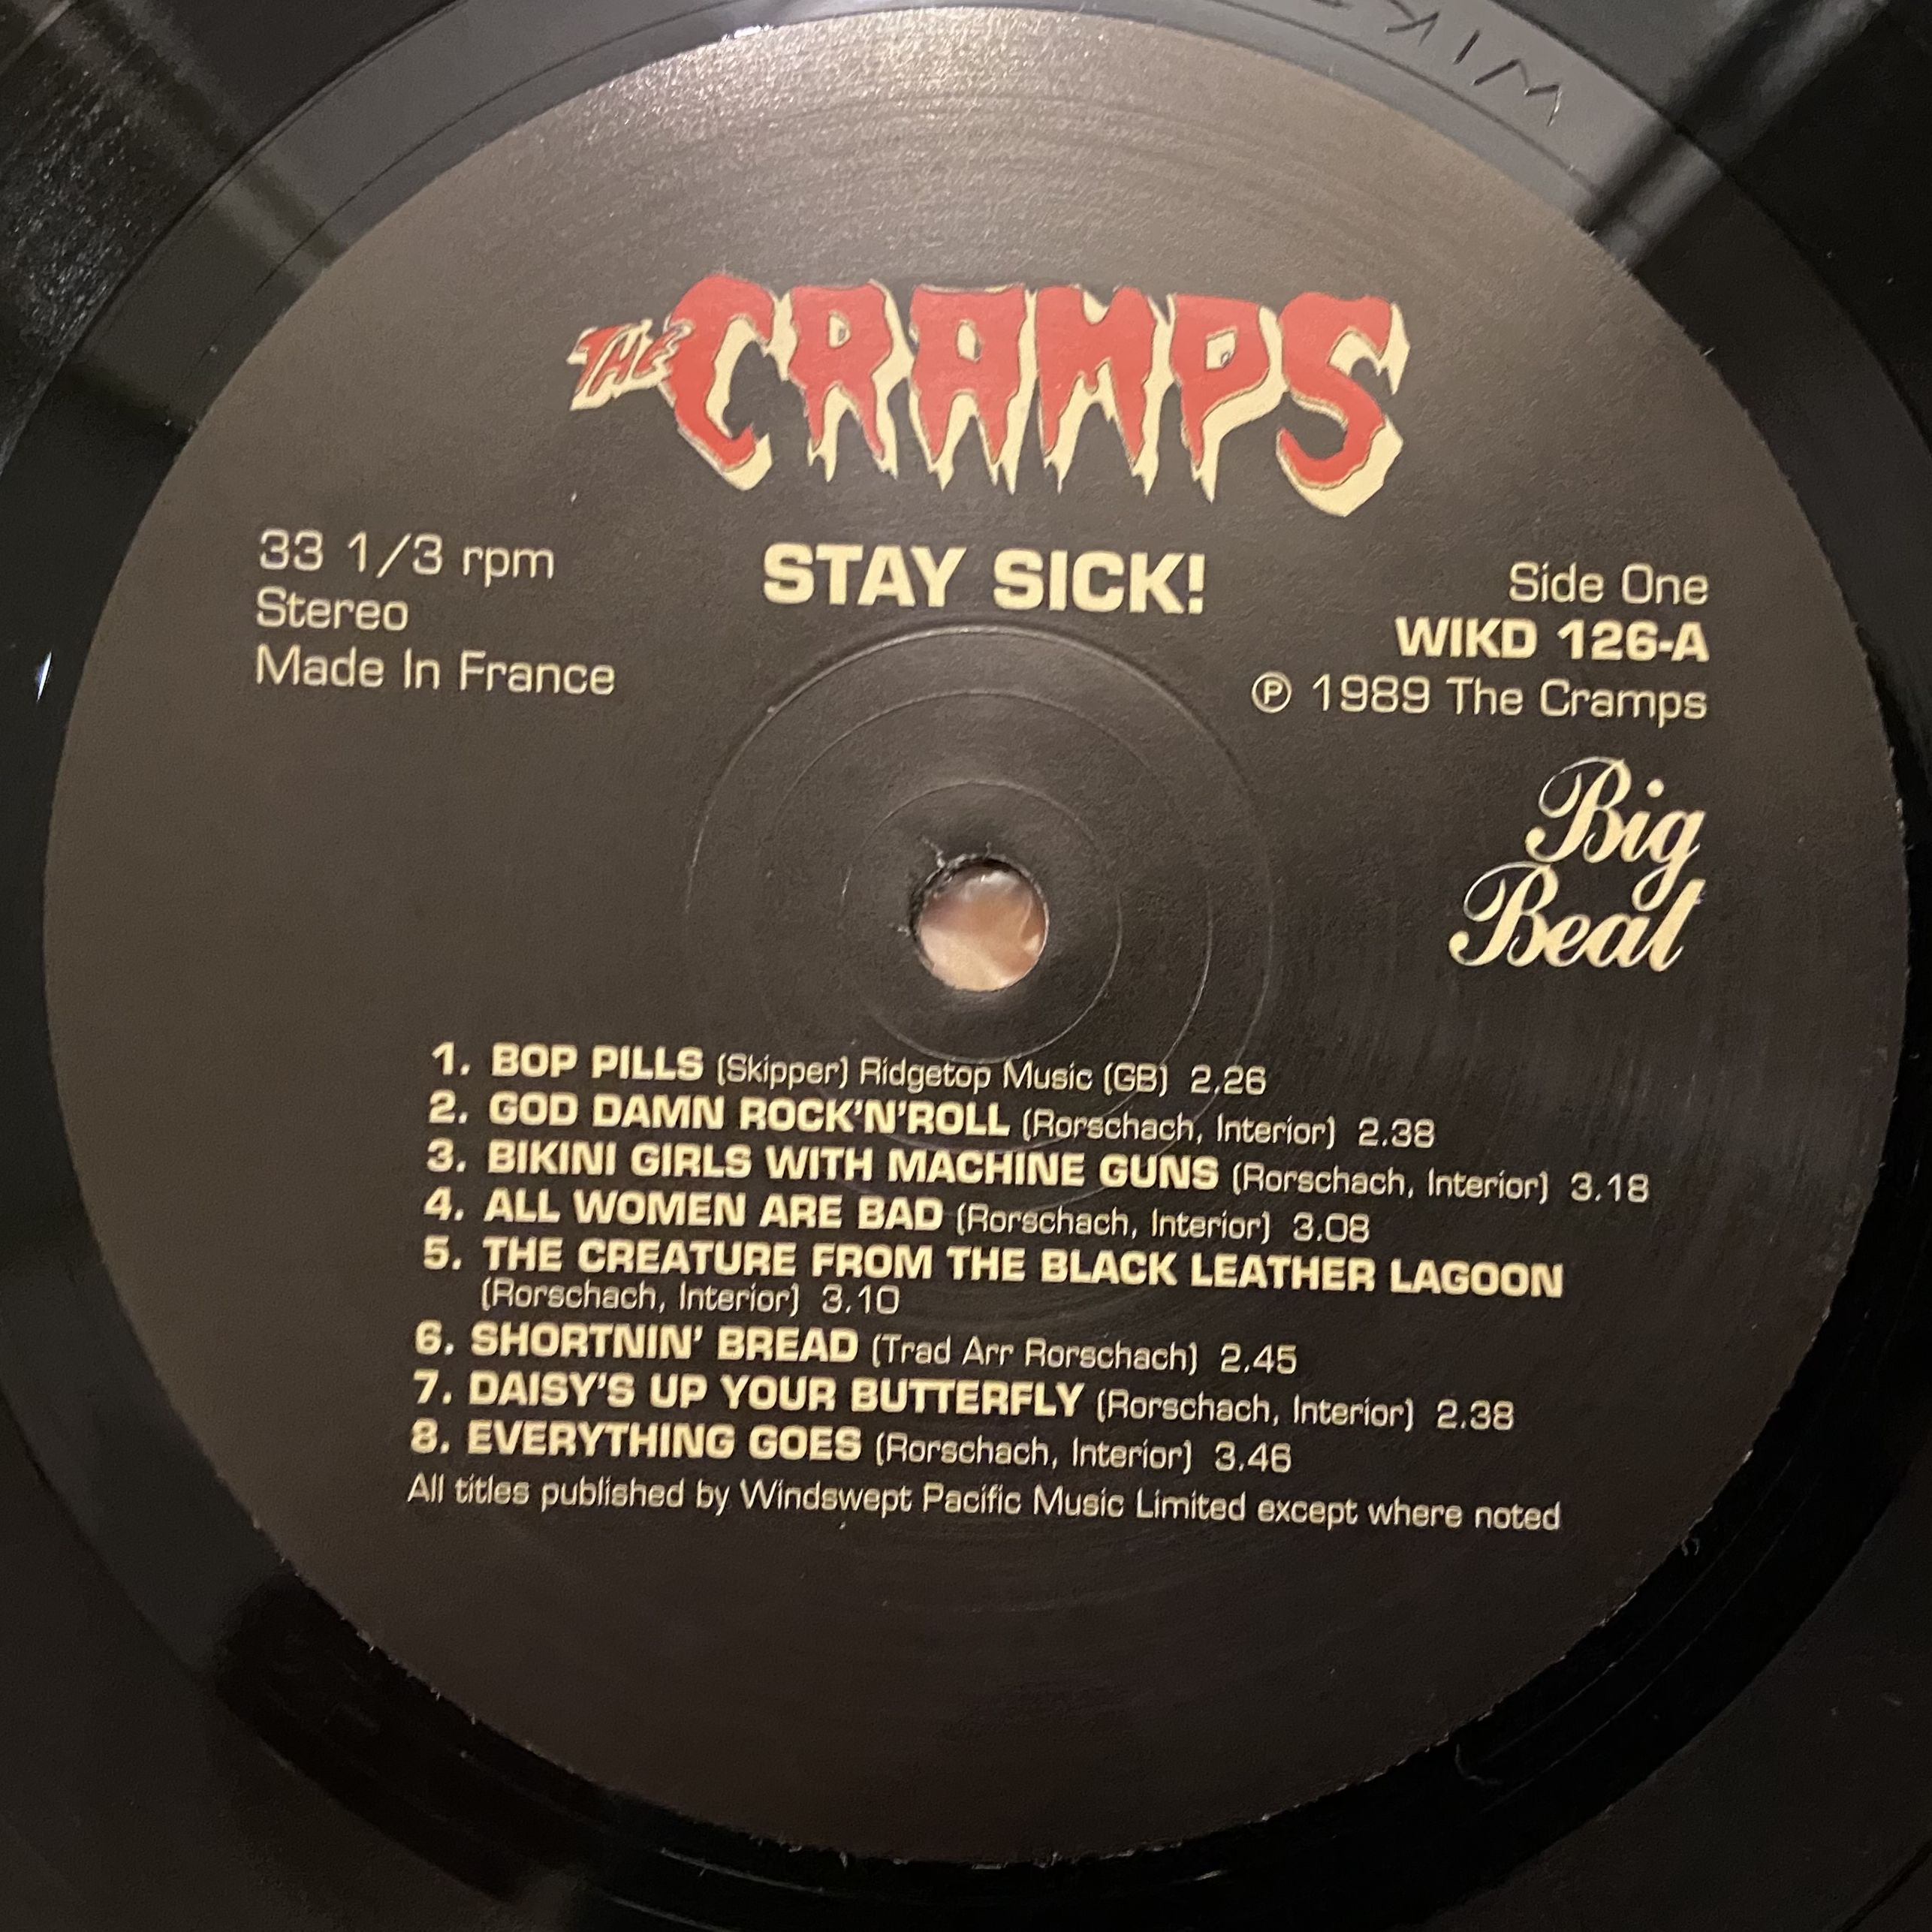 WIK
THE CRAMPS
STAY SICK!
33 1/3 rpm
Stereo
Made In France
Side One
WIKD 126-A
℗ 1989 The Cramps
Big
Beat
1. BOP PILLS (Skipper) Ridgetop Music (GB) 2.26
2. GOD DAMN ROCK'N'ROLL (Rorschach, Interior) 2.38
3. BIKINI GIRLS WITH MACHINE GUNS (Rorschach, Interior) 3.18
4. ALL WOMEN ARE BAD (Rorschach, Interior) 3.08
5. THE CREATURE FROM THE BLACK LEATHER LAGOON
(Rorschach, Interior) 3.10
6. SHORTNIN' BREAD (Trad Arr Rorschach) 2.45
7. DAISY'S UP YOUR BUTTERFLY (Rorschach, Interior) 2.38
8. EVERYTHING GOES (Rorschach, Interior) 3.46
All titles published by Windswept Pacific Music Limited except where noted